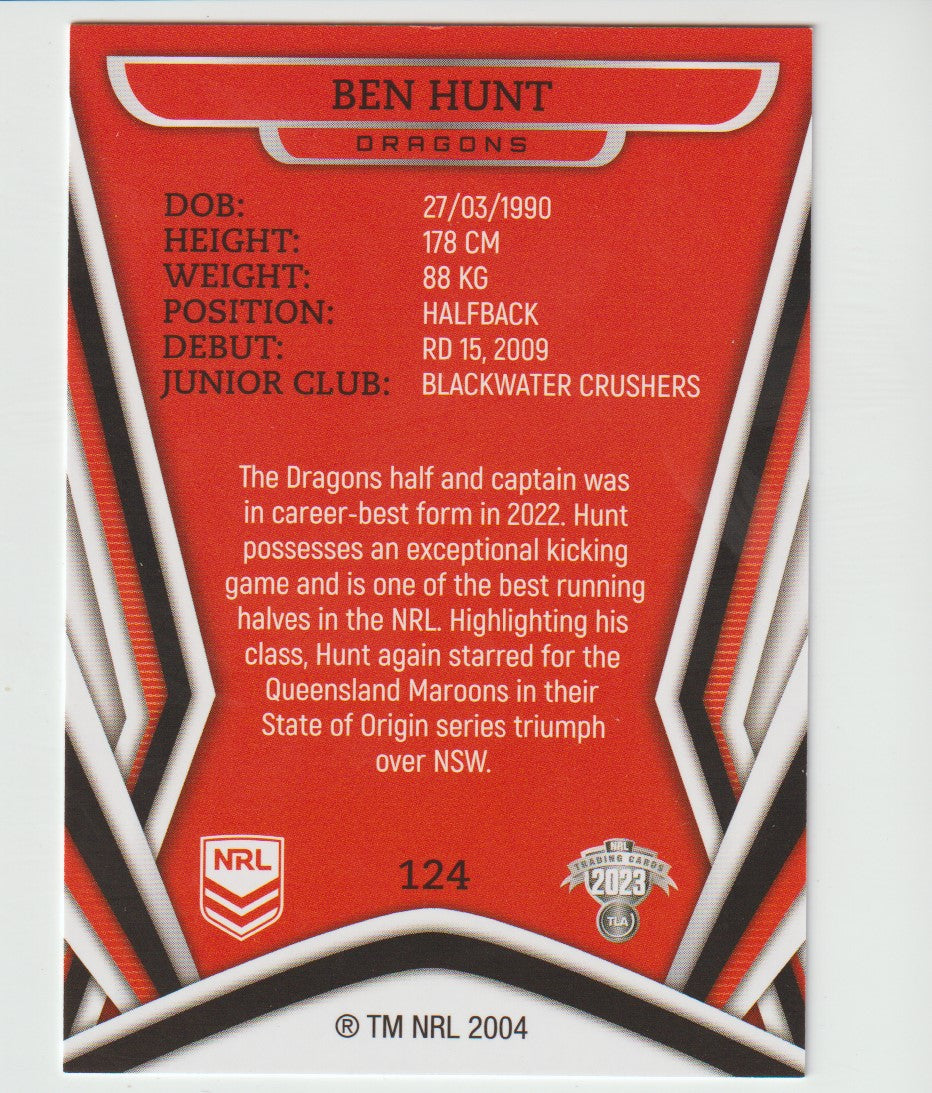 BEN HUNT
DRAGONS
DOB: 27/03/1990
HEIGHT: 178 CM
WEIGHT: 88 KG
POSITION: HALFBACK
DEBUT: RD 15, 2009
JUNIOR CLUB: BLACKWATER CRUSHERS
The Dragons half and captain was
in career-best form in 2022. Hunt
possesses an exceptional kicking
game and is one of the best running
halves in the NRL. Highlighting his
class, Hunt again starred for the
Queensland Maroons in their
State of Origin series triumph
over NSW.
NRL
124
NRL
TRADING CARDS
2023
TLA
® TM NRL 2004